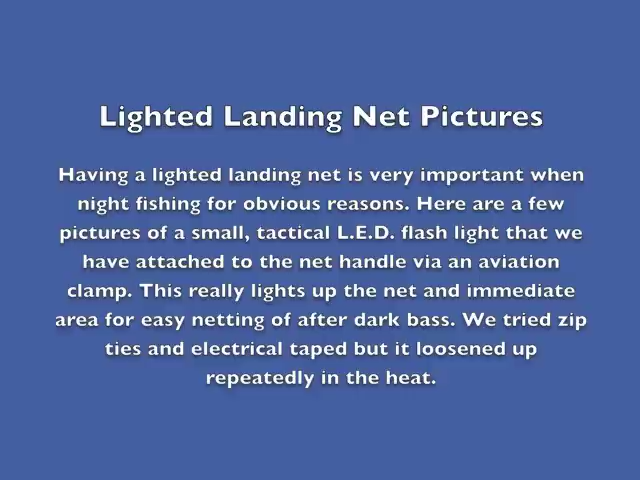 Lighted Landing Net Pictures
Having a lighted landing net is very important when
night fishing for obvious reasons. Here are a few
pictures of a small, tactical L.E.D. flash light that we
have attached to the net handle via an aviation
clamp. This really lights up the net and immediate
area for easy netting of after dark bass. We tried zip
ties and electrical taped but it loosened up
repeatedly in the heat.